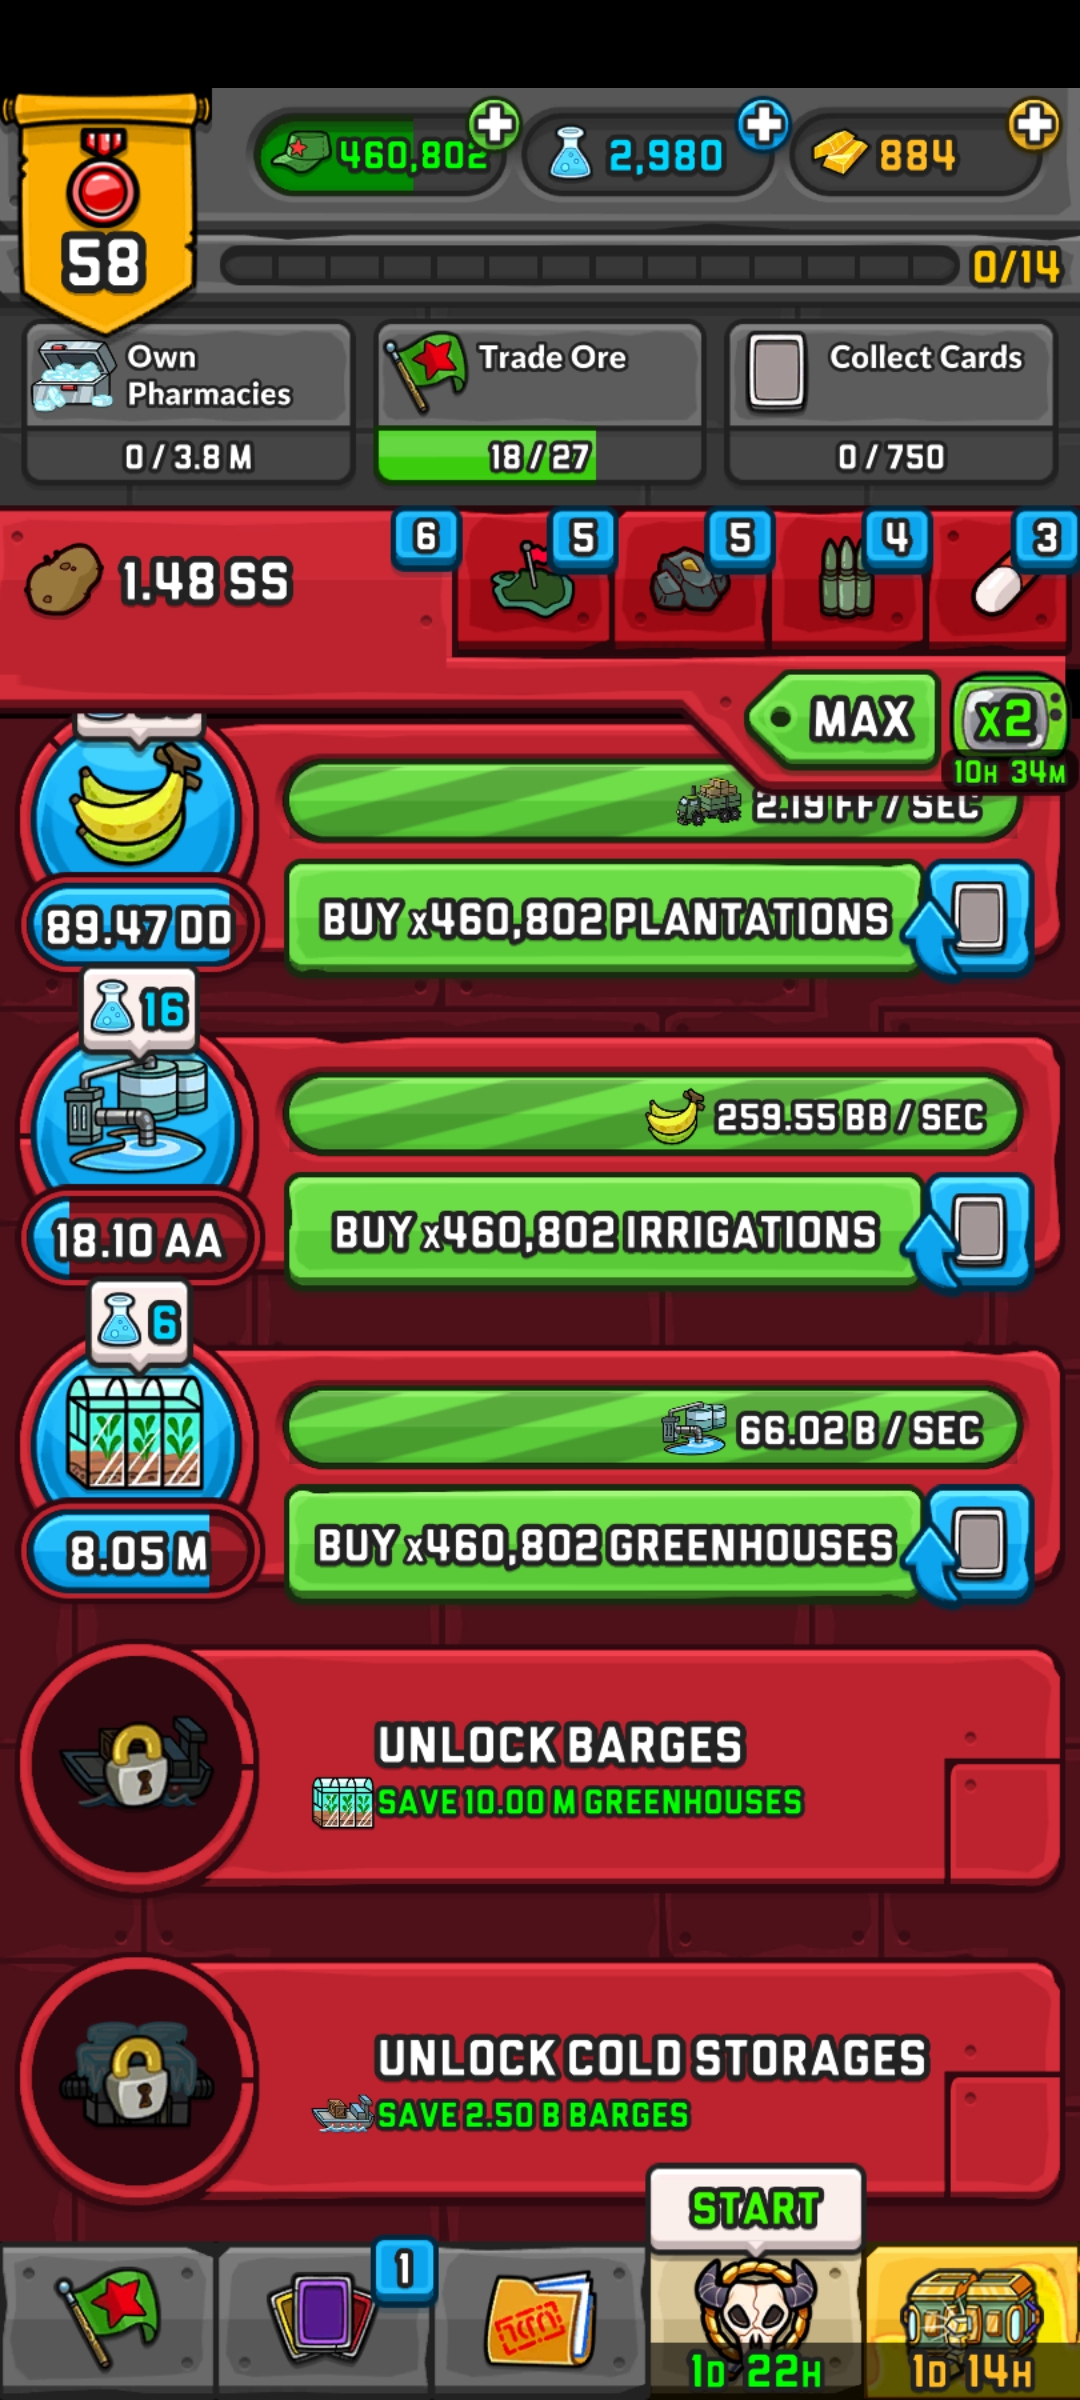 460,802
2,980
884
58
0/14
Own
Pharmacies
0 / 3.8 M
Trade Ore
18 / 27
Collect Cards
0 / 750
1.48 SS
6
5
5
4
3
MAX
x2
10H 34M
2.19 FF / SEC
89.47 DD
BUY x460,802 PLANTATIONS
16
259.55 BB / SEC
18.10 AA
BUY x460,802 IRRIGATIONS
6
66.02 B / SEC
8.05 M
BUY x460,802 GREENHOUSES
UNLOCK BARGES
SAVE 10.00 M GREENHOUSES
UNLOCK COLD STORAGES
SAVE 2.50 B BARGES
START
1
1D 22H
1D 14H